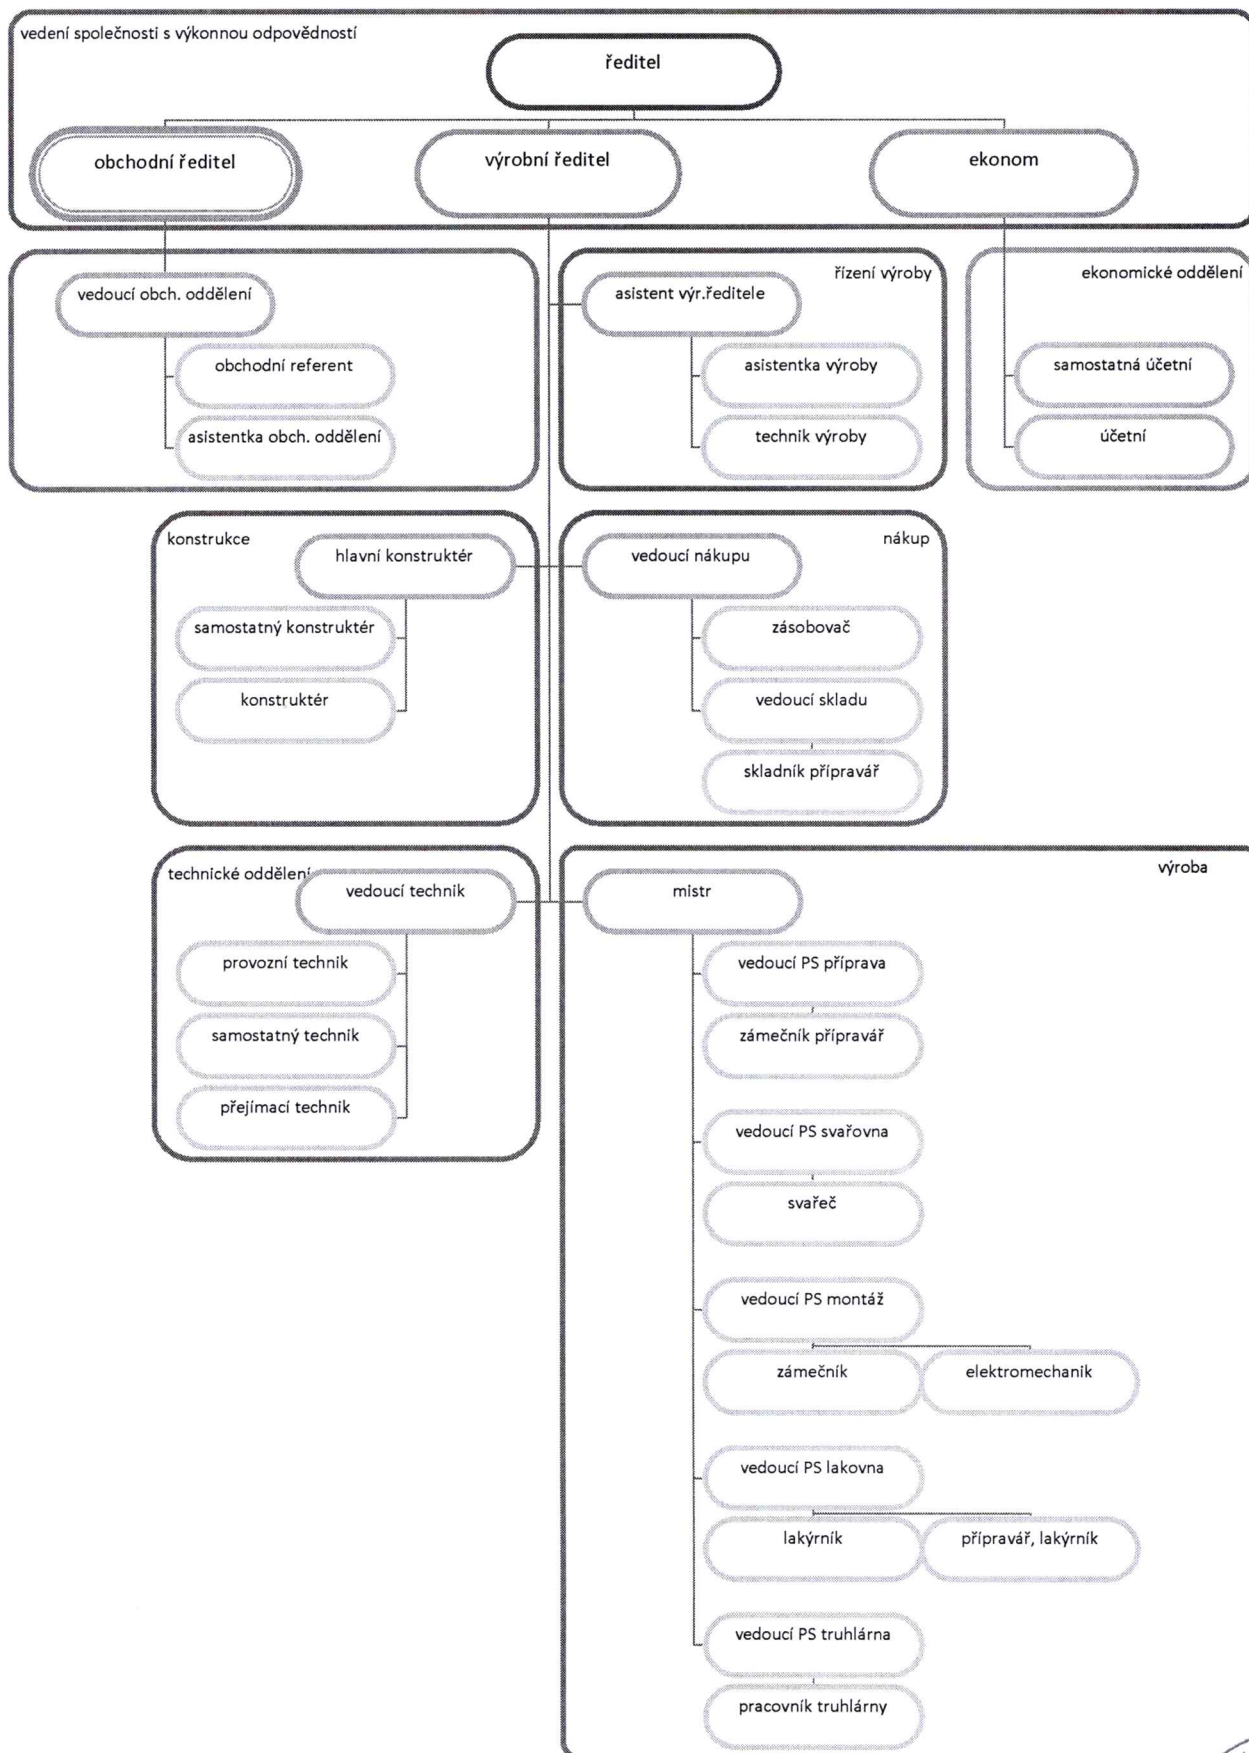 vedení společnosti s výkonnou odpovědností
ředitel
obchodní ředitel
výrobní ředitel
ekonom
vedoucí obch. oddělení
obchodní referent
asistentka obch. oddělení
řízení výroby
asistent výr.ředitele
asistentka výroby
technik výroby
ekonomické oddělení
samostatná účetní
účetní
konstrukce
hlavní konstruktér
samostatný konstruktér
konstruktér
nákup
vedoucí nákupu
zásobovač
vedoucí skladu
skladník přípravář
technické oddělení
vedoucí technik
provozní technik
samostatný technik
přejímací technik
výroba
mistr
vedoucí PS příprava
zámečník přípravář
vedoucí PS svařovna
svařeč
vedoucí PS montáž
zámečník
elektromechanik
vedoucí PS lakovna
lakýrník
přípravář, lakýrník
vedoucí PS truhlárna
pracovník truhlárny